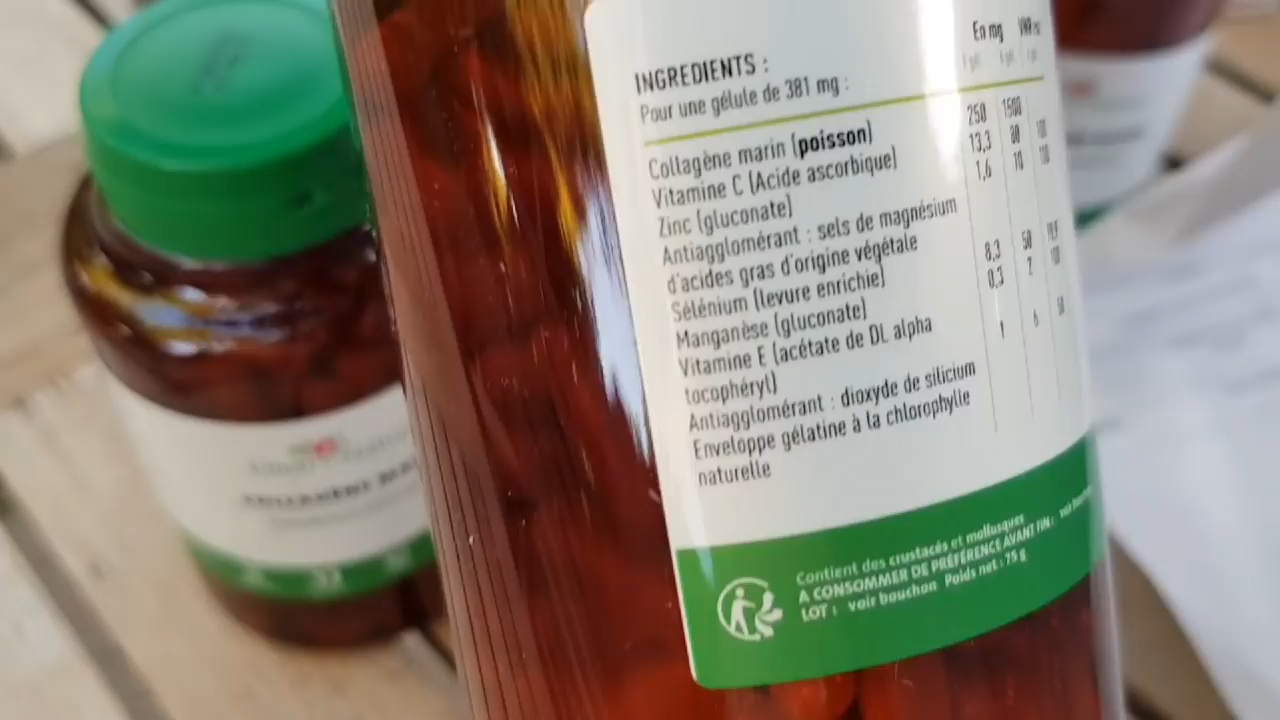 En mg
INGREDIENTS :
Pour une gélule de 381 mg :
Collagène marin (poisson) 250 1500
Vitamine C (Acide ascorbique) 13,3 80 100
Zinc (gluconate) 1,6 10 100
Antiagglomérant : sels de magnésium
d'acides gras d'origine végétale
Sélénium (levure enrichie) 8,3 50
Manganèse (gluconate) 0,3 2 100
Vitamine E (acétate de DL alpha
tocophéryl) 1 6 50
Antiagglomérant : dioxyde de silicium
Enveloppe gélatine à la chlorophylle
naturelle
Contient des crustacés et mollusques
A CONSOMMER DE PRÉFÉRENCE AVANT FIN : voir
LOT : voir bouchon Poids net : 75 g